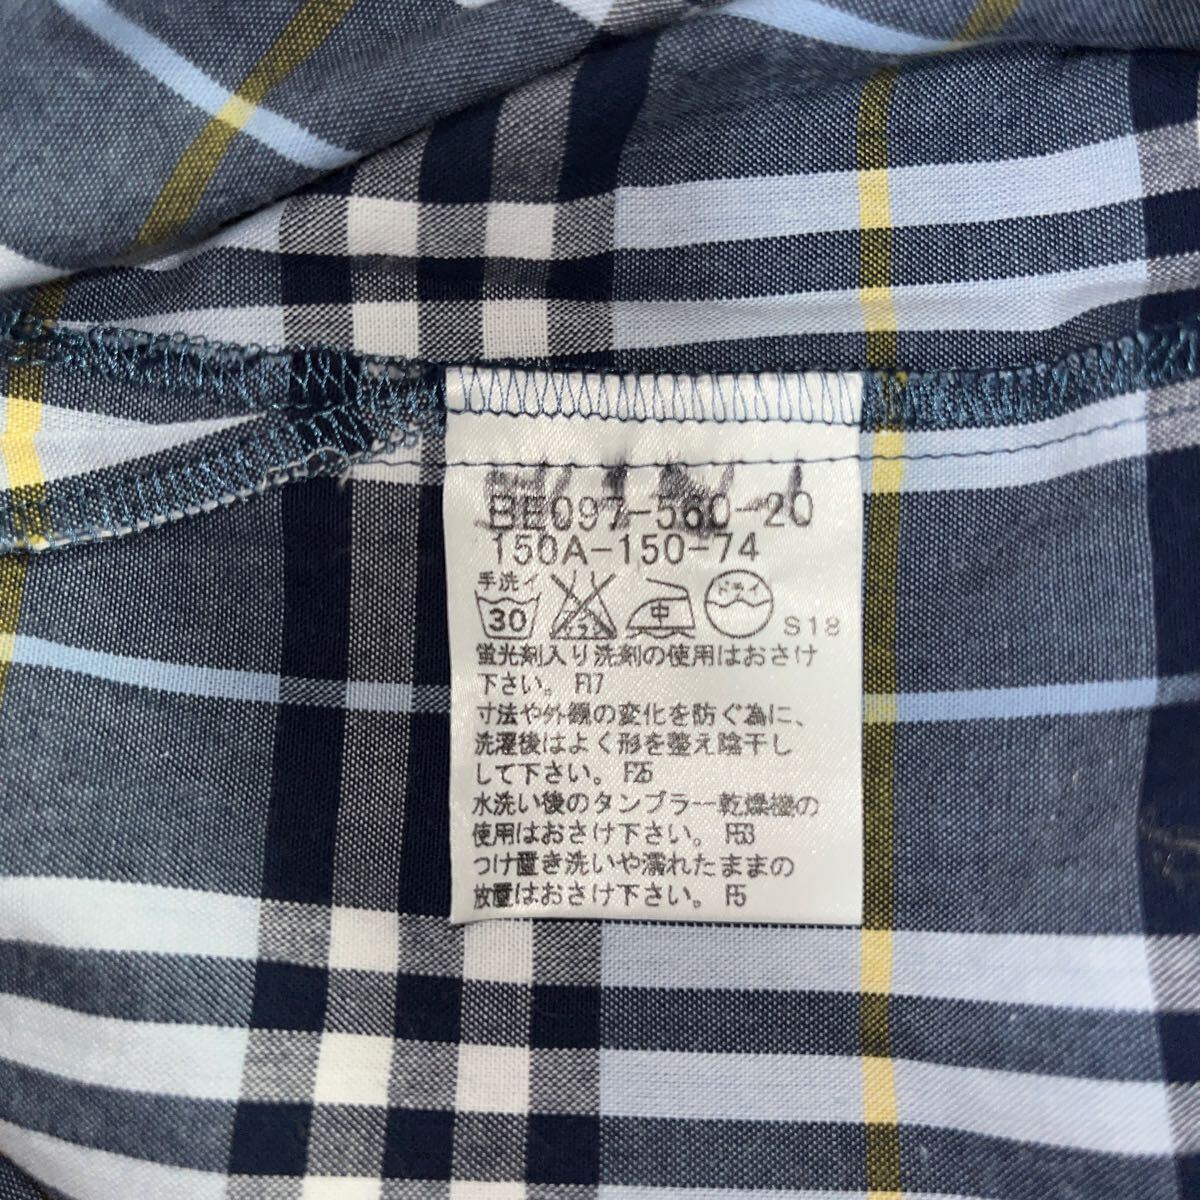 BE097-560-20
150A-150-74
手洗イ
30
中
S18
蛍光剤入り洗剤の使用はおさけ
下さい。 F17
寸法や外観の変化を防ぐ為に、
洗濯後はよく形を整え陰干し
して下さい。 F25
水洗い後のタンブラー乾燥機の
使用はおさけ下さい。 F53
つけ置き洗いや濡れたままの
放置はおさけ下さい。 F5